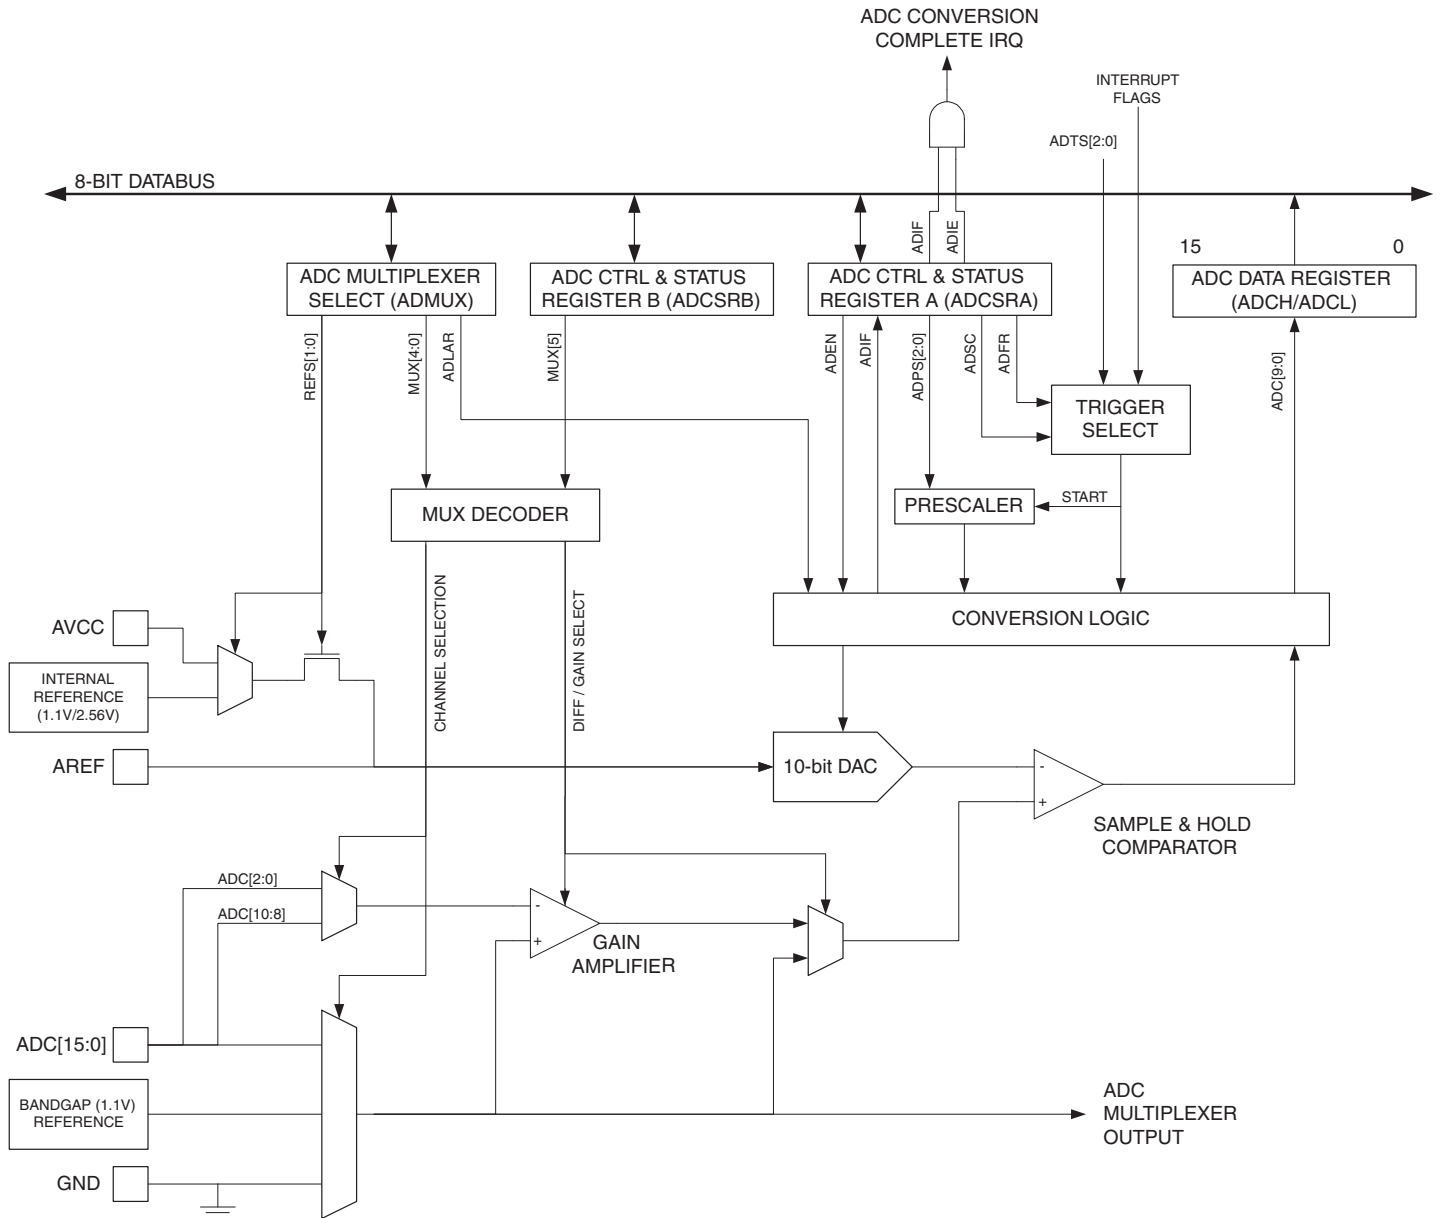 ADC CONVERSION
COMPLETE IRQ
INTERRUPT
FLAGS
ADTS[2:0]
8-BIT DATABUS
ADIF
ADIE
15
0
ADC MULTIPLEXER
SELECT (ADMUX)
ADC CTRL & STATUS
REGISTER B (ADCSRB)
ADC CTRL & STATUS
REGISTER A (ADCSRA)
ADC DATA REGISTER
(ADCH/ADCL)
REFS[1:0]
MUX[4:0]
ADLAR
MUX[5]
ADEN
ADIF
ADPS[2:0]
ADSC
ADFR
ADC[9:0]
TRIGGER
SELECT
MUX DECODER
PRESCALER
START
CHANNEL SELECTION
DIFF / GAIN SELECT
CONVERSION LOGIC
AVCC
INTERNAL
REFERENCE
(1.1V/2.56V)
AREF
10-bit DAC
-
+
SAMPLE & HOLD
COMPARATOR
ADC[2:0]
ADC[10:8]
-
+
GAIN
AMPLIFIER
ADC[15:0]
BANDGAP (1.1V)
REFERENCE
GND
ADC
MULTIPLEXER
OUTPUT